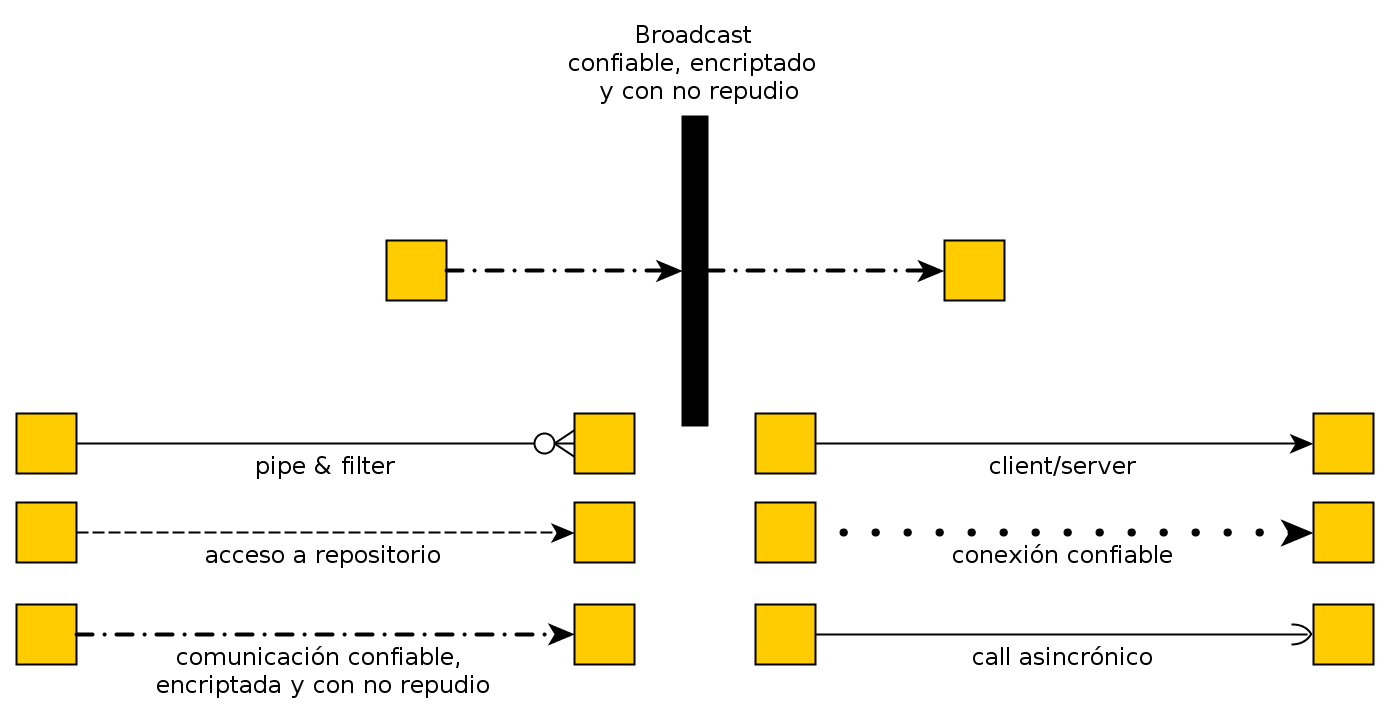 Broadcast
confiable, encriptado
y con no repudio
pipe & filter
client/server
acceso a repositorio
conexión confiable
comunicación confiable,
encriptada y con no repudio
call asincrónico